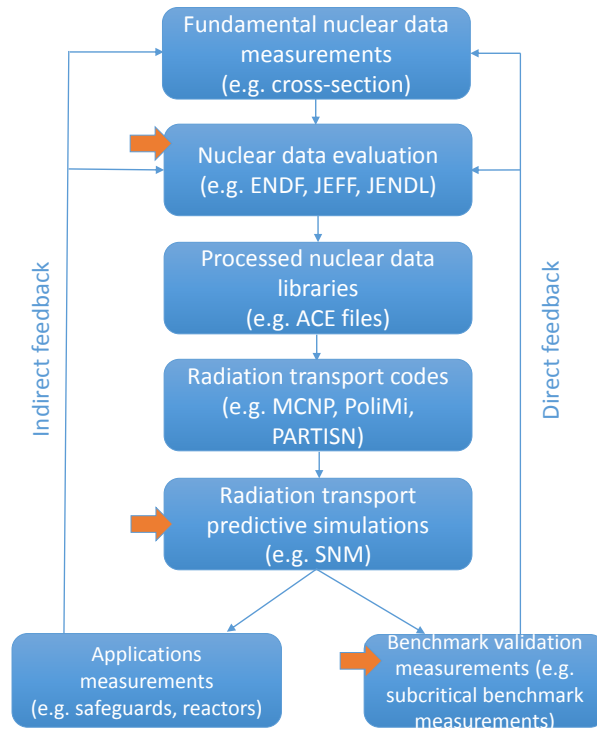 Fundamental nuclear data
measurements
(e.g. cross-section)
Nuclear data evaluation
(e.g. ENDF, JEFF, JENDL)
Processed nuclear data
libraries
(e.g. ACE files)
Radiation transport codes
(e.g. MCNP, PoliMi,
PARTISN)
Radiation transport
predictive simulations
(e.g. SNM)
Applications
measurements
(e.g. safeguards, reactors)
Benchmark validation
measurements (e.g.
subcritical benchmark
measurements)
Indirect feedback
Direct feedback